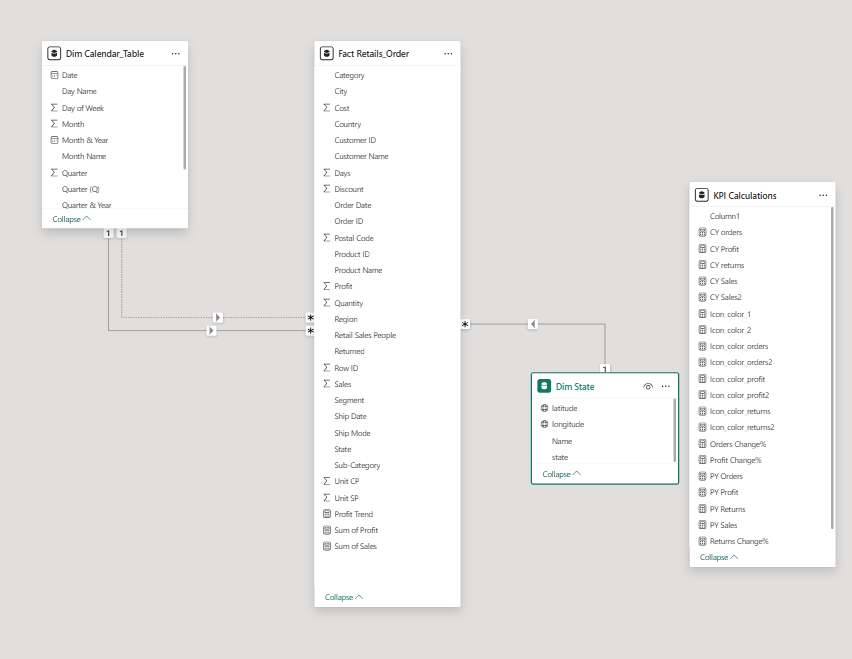 Dim Calendar_Table
Date
Day Name
Day of Week
Month
Month & Year
Month Name
Quarter
Quarter (Q)
Quarter & Year
Collapse
1 1
Fact Retails_Order
Category
City
Cost
Country
Customer ID
Customer Name
Days
Discount
Order Date
Order ID
Postal Code
Product ID
Product Name
Profit
Quantity
Region
Retail Sales People
Returned
Row ID
Sales
Segment
Ship Date
Ship Mode
State
Sub-Category
Unit CP
Unit SP
Profit Trend
Sum of Profit
Sum of Sales
Collapse
*
*
*
1
Dim State
latitude
longitude
Name
state
Collapse
KPI Calculations
Column1
CY orders
CY Profit
CY returns
CY Sales
CY Sales2
Icon_color_1
Icon_color_2
Icon_color_orders
Icon_color_orders2
Icon_color_profit
Icon_color_profit2
Icon_color_returns
Icon_color_returns2
Orders Change%
Profit Change%
PY Orders
PY Profit
PY Returns
PY Sales
Returns Change%
Collapse